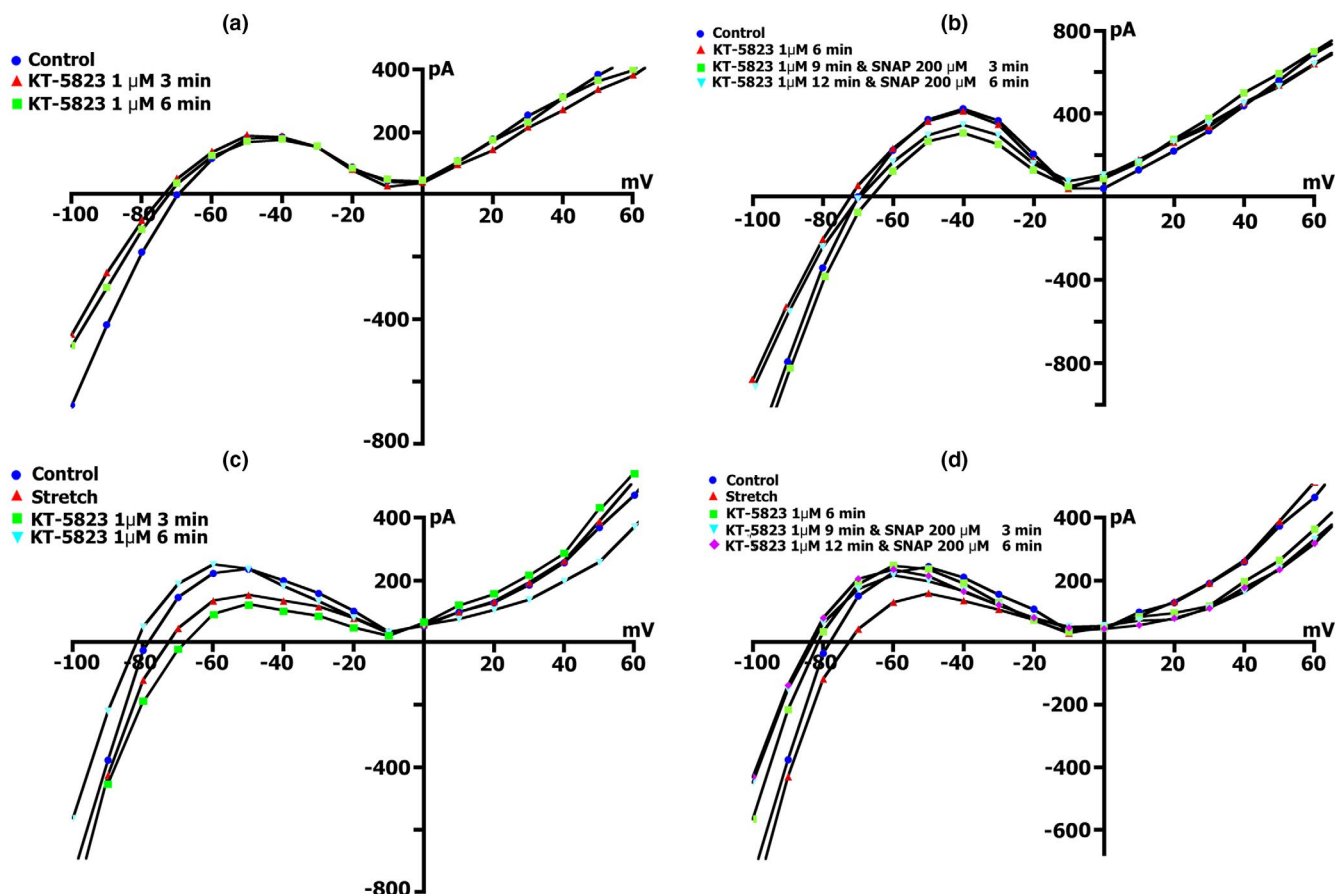 (a)
Control
KT-5823 1 µM 3 min
KT-5823 1 µM 6 min
pA
400
200
mV
-100 -80 -60 -40 -20 20 40 60
-400
-800
(b)
Control
KT-5823 1µM 6 min
KT-5823 1µM 9 min & SNAP 200 µM 3 min
KT-5823 1µM 12 min & SNAP 200 µM 6 min
800
pA
400
mV
-100 -80 -60 -40 -20 0 20 40 60
-400
-800
(c)
Control
Stretch
KT-5823 1µM 3 min
KT-5823 1µM 6 min
pA
400
200
mV
-100 -80 -60 -40 -20 20 40 60
-400
-800
(d)
Control
Stretch
KT-5823 1µM 6 min
KT-5823 1µM 9 min & SNAP 200 µM 3 min
KT-5823 1µM 12 min & SNAP 200 µM 6 min
pA
400
200
mV
-100 -80 -60 -40 -20 20 40 60
-200
-400
-600